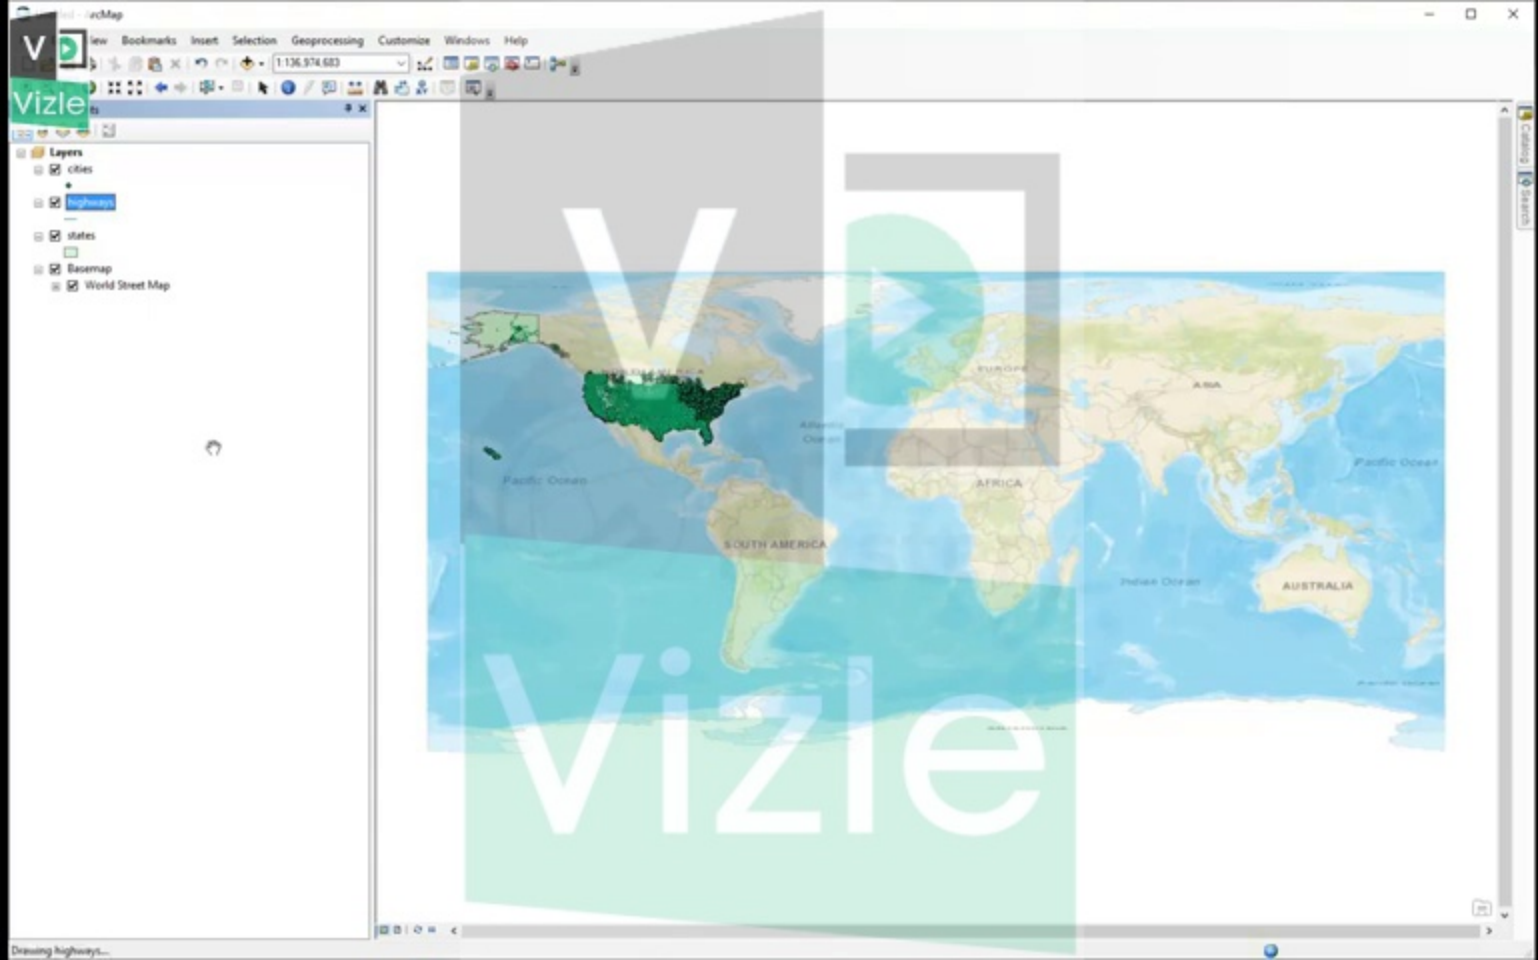 ArcMap
Bookmarks Insert Selection Geoprocessing Customize Windows Help
1:136,974,683
V
Vizle
Layers
cities
highways
states
Basemap
World Street Map
Catalog
Search
V
EUROPE
ASIA
Atlantic
Ocean
Pacific Ocean
Pacific Ocean
AFRICA
SOUTH AMERICA
Indian Ocean
AUSTRALIA
Vizle
Drawing highways...